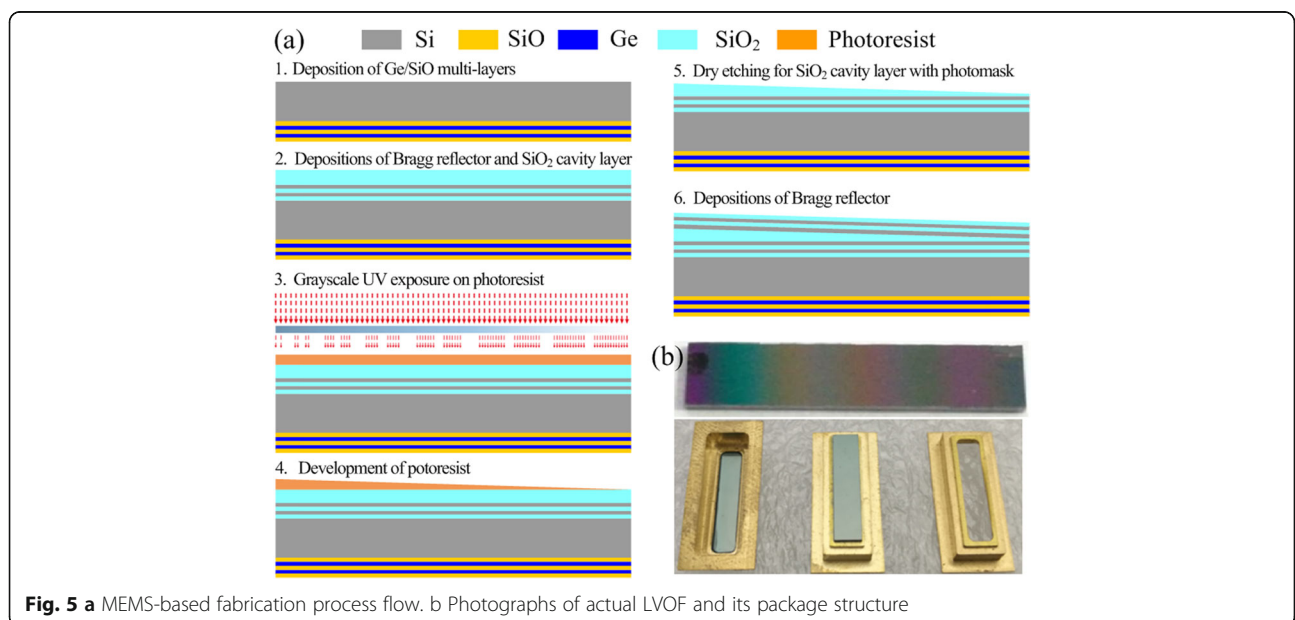 (a) Si SiO Ge SiO₂ Photoresist
1. Deposition of Ge/SiO multi-layers
2. Depositions of Bragg reflector and SiO₂ cavity layer
3. Grayscale UV exposure on photoresist
4. Development of potoresist
5. Dry etching for SiO₂ cavity layer with photomask
6. Depositions of Bragg reflector
(b)
Fig. 5 a MEMS-based fabrication process flow. b Photographs of actual LVOF and its package structure